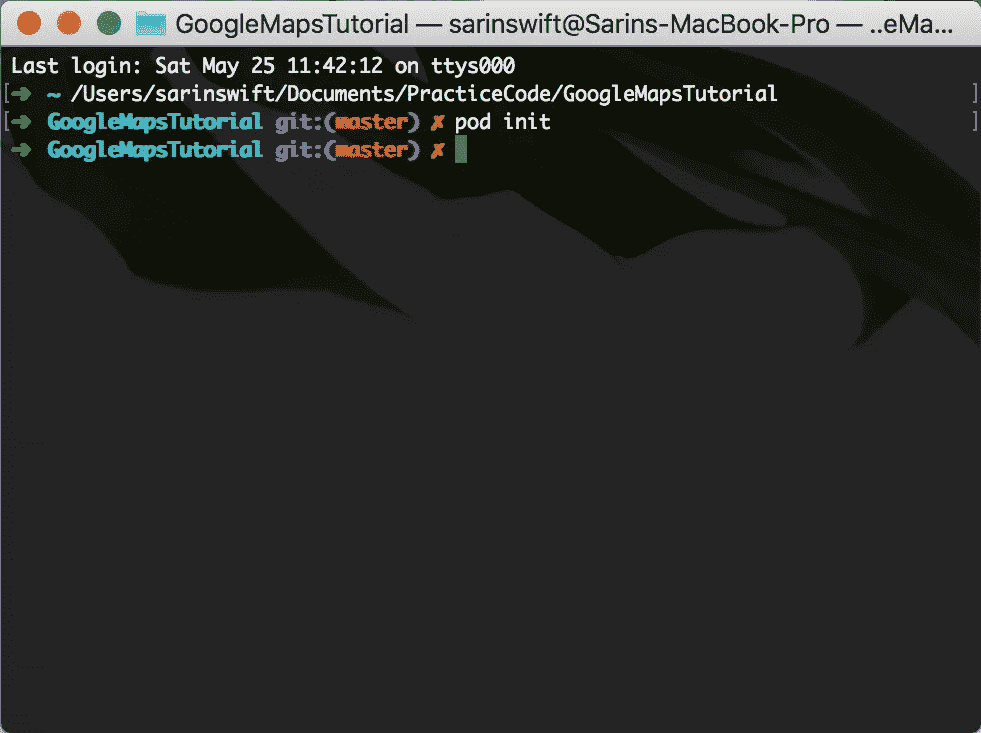 GoogleMapsTutorial — sarinswift@Sarins-MacBook-Pro — ..eMa...
Last login: Sat May 25 11:42:12 on ttys000
[➜ ~ /Users/sarinswift/Documents/PracticeCode/GoogleMapsTutorial ]
[➜ GoogleMapsTutorial git:(master) ✗ pod init ]
➜ GoogleMapsTutorial git:(master) ✗